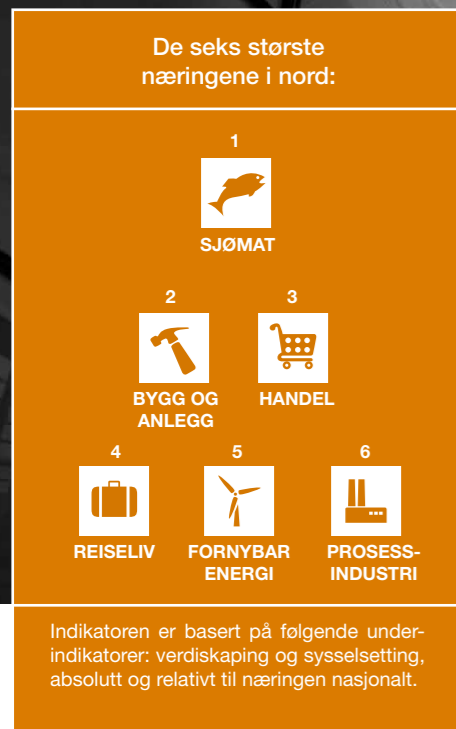 De seks største
næringene i nord:
1
SJØMAT
2
3
BYGG OG
ANLEGG
HANDEL
4
5
6
REISELIV
FORNYBAR
ENERGI
PROSESS-
INDUSTRI
Indikatoren er basert på følgende under-
indikatorer: verdiskaping og sysselsetting,
absolutt og relativt til næringen nasjonalt.